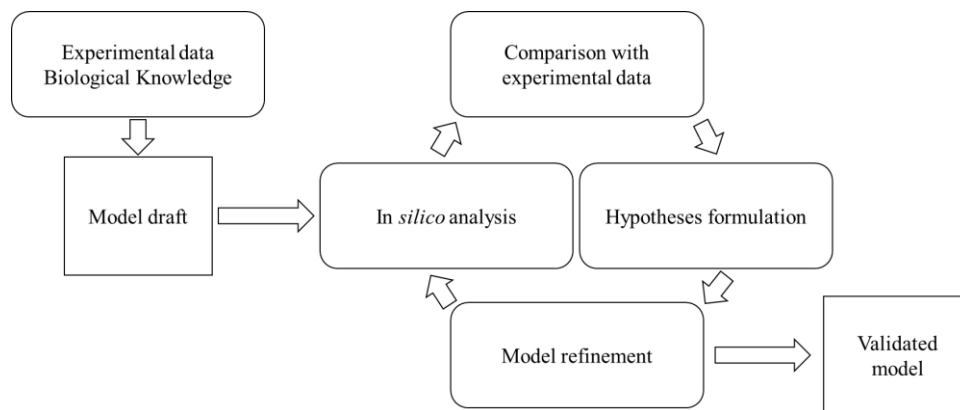 Experimental data
Biological Knowledge
Comparison with
experimental data
Model draft
In silico analysis
Hypotheses formulation
Model refinement
Validated
model